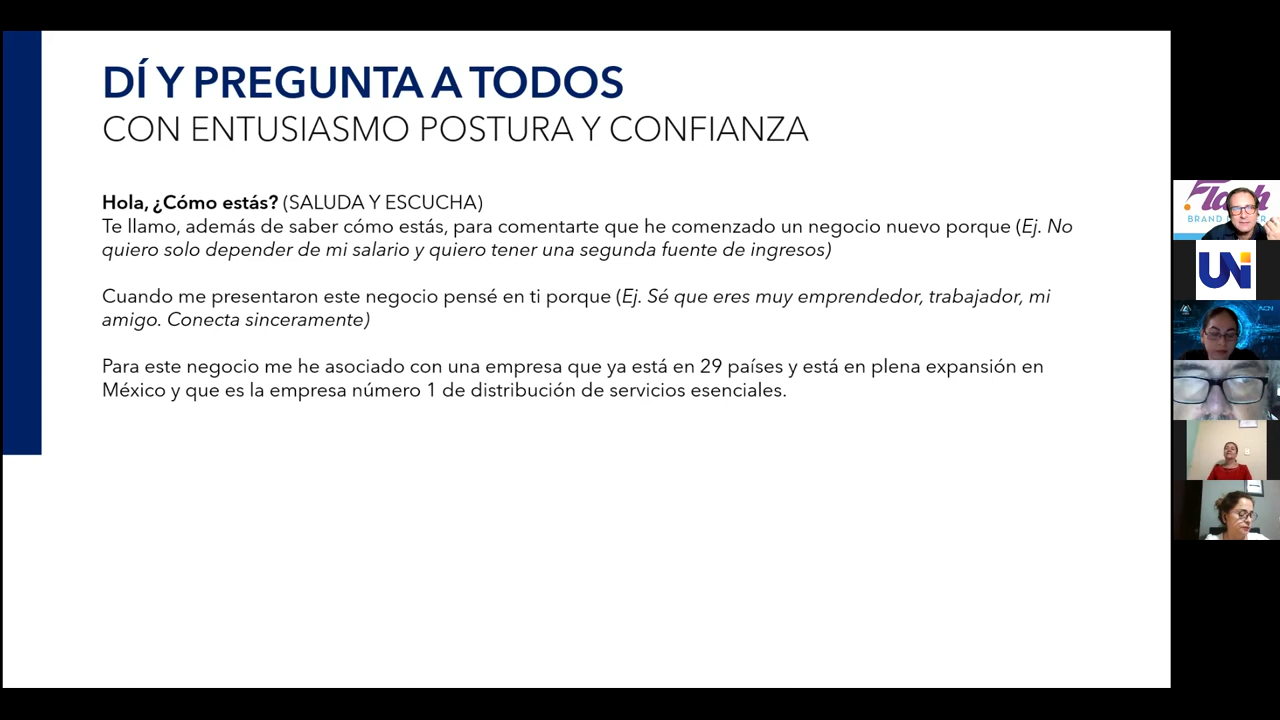 DÍ Y PREGUNTA A TODOS
CON ENTUSIASMO POSTURA Y CONFIANZA
Hola, ¿Cómo estás? (SALUDA Y ESCUCHA)
Te llamo, además de saber cómo estás, para comentarte que he comenzado un negocio nuevo porque (Ej. No
quiero solo depender de mi salario y quiero tener una segunda fuente de ingresos)
Cuando me presentaron este negocio pensé en ti porque (Ej. Sé que eres muy emprendedor, trabajador, mi
amigo. Conecta sinceramente)
Para este negocio me he asociado con una empresa que ya está en 29 países y está en plena expansión en
México y que es la empresa número 1 de distribución de servicios esenciales.
Flash
BRAND
UNi
ACN